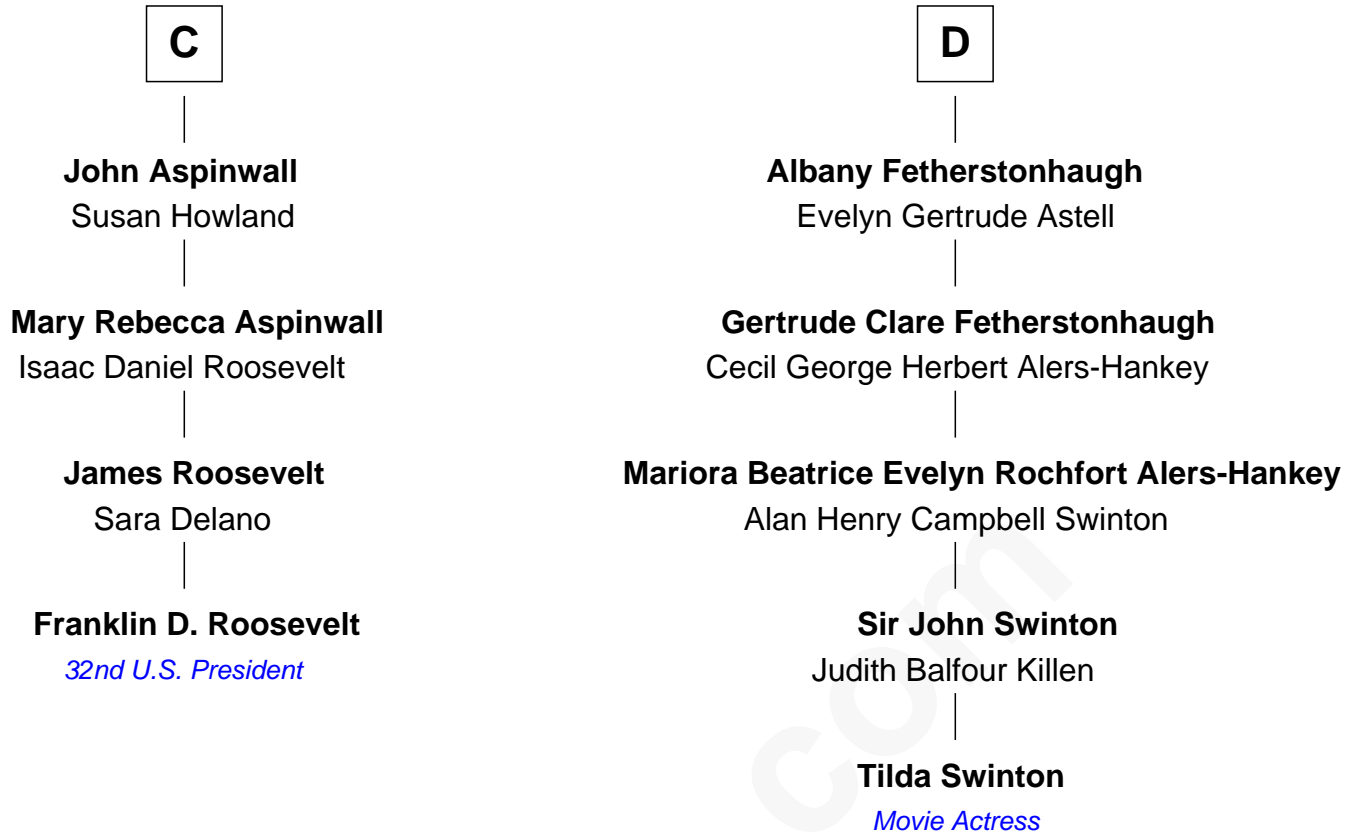 C
John Aspinwall
Susan Howland
Mary Rebecca Aspinwall
Isaac Daniel Roosevelt
James Roosevelt
Sara Delano
Franklin D. Roosevelt
32nd U.S. President
D
Albany Fetherstonhaugh
Evelyn Gertrude Astell
Gertrude Clare Fetherstonhaugh
Cecil George Herbert Alers-Hankey
Mariora Beatrice Evelyn Rochfort Alers-Hankey
Alan Henry Campbell Swinton
Sir John Swinton
Judith Balfour Killen
Tilda Swinton
Movie Actress
com